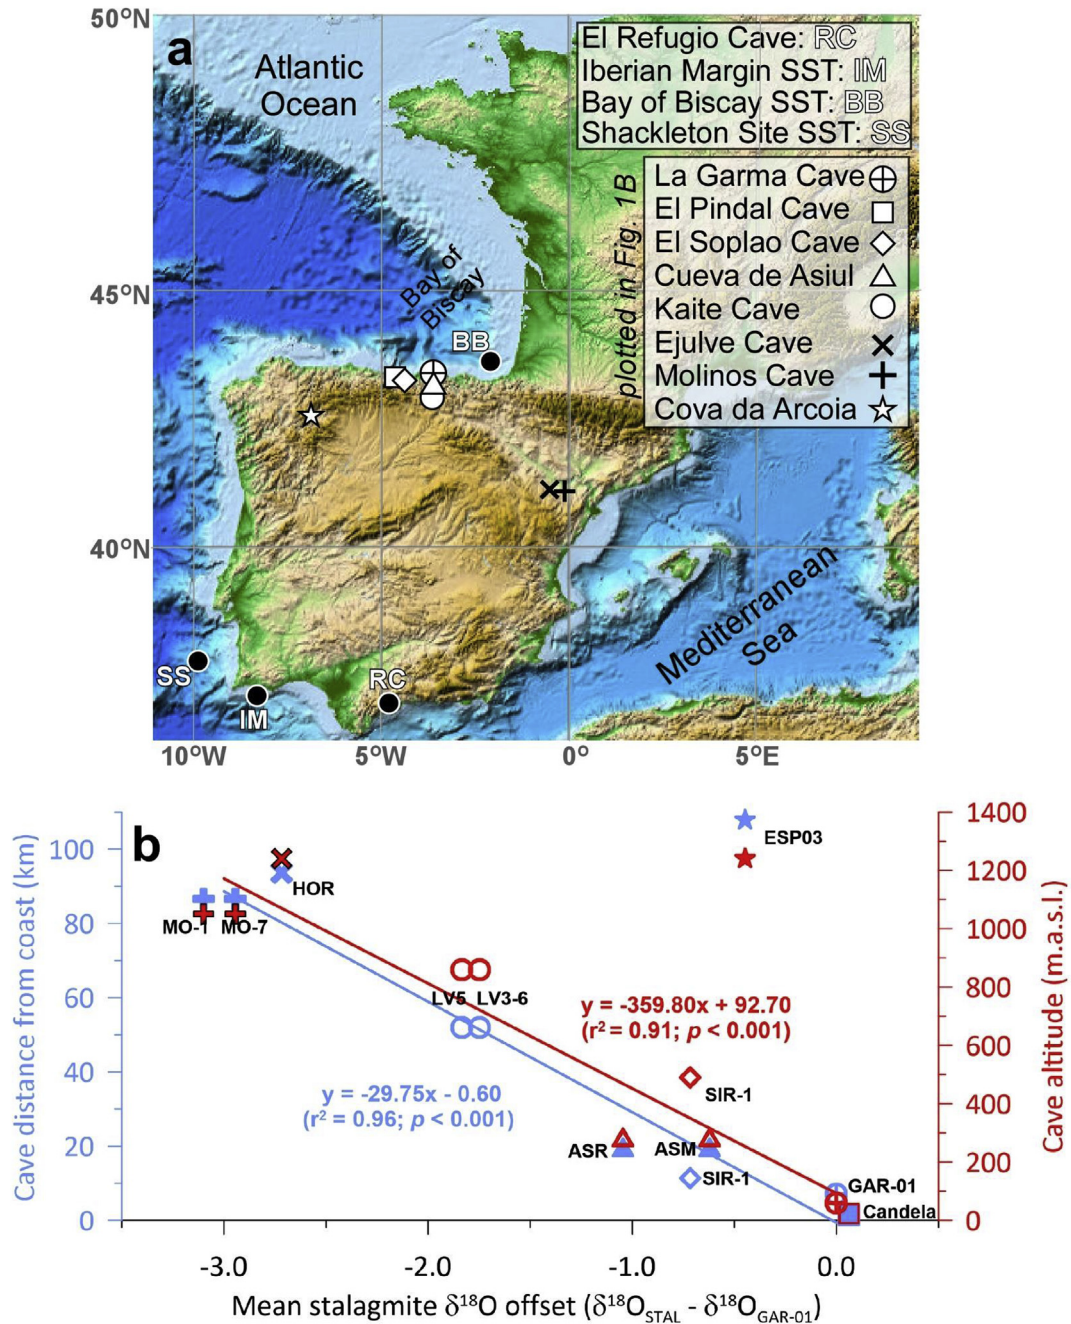 50°N
a
Atlantic
Ocean
El Refugio Cave: RC
Iberian Margin SST: IM
Bay of Biscay SST: BB
Shackleton Site SST: SS
plotted in Fig. 1B
La Garma Cave
El Pindal Cave
El Soplao Cave
Cueva de Asiul
Kaite Cave
Ejulve Cave
Molinos Cave
Cova da Arcoia
45°N
Bay of
Biscay
BB
40°N
Mediterranean
Sea
SS
IM
RC
10°W
5°W
0°
5°E
b
Cave distance from coast (km)
100
80
60
40
20
0
Cave altitude (m.a.s.l.)
1400
1200
1000
800
600
400
200
0
ESP03
HOR
MO-1
MO-7
LV5
LV3-6
y = -359.80x + 92.70
(r² = 0.91; p < 0.001)
y = -29.75x - 0.60
(r² = 0.96; p < 0.001)
SIR-1
ASR
ASM
SIR-1
GAR-01
Candela
-3.0
-2.0
-1.0
0.0
Mean stalagmite δ¹⁸O offset (δ¹⁸O_STAL - δ¹⁸O_GAR-01)